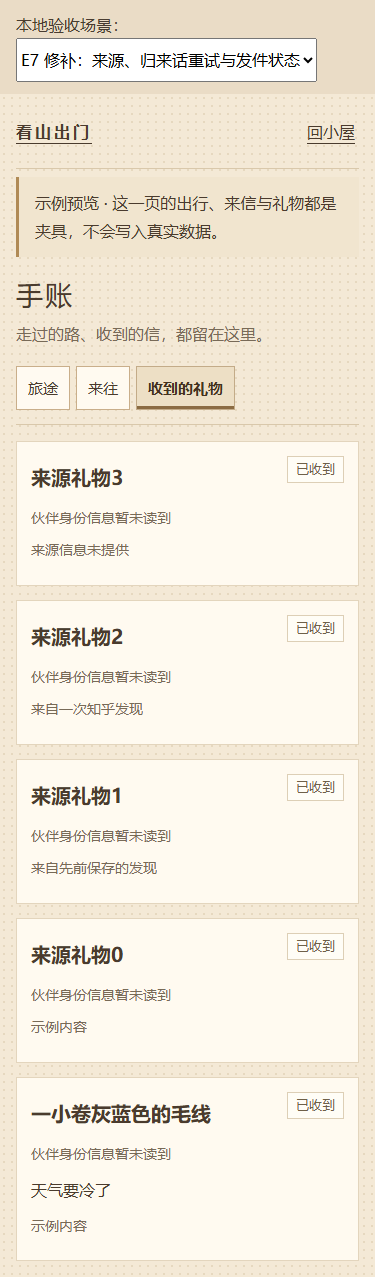 本地验收场景：
E7 修补：来源、归来话重试与发件状态
看山出门
回小屋
示例预览 · 这一页的出行、来信与礼物都是
夹具，不会写入真实数据。
手账
走过的路、收到的信，都留在这里。
旅途
来往
收到的礼物
来源礼物3
已收到
伙伴身份信息暂未读到
来源信息未提供
来源礼物2
已收到
伙伴身份信息暂未读到
来自一次知乎发现
来源礼物1
已收到
伙伴身份信息暂未读到
来自先前保存的发现
来源礼物0
已收到
伙伴身份信息暂未读到
示例内容
一小卷灰蓝色的毛线
已收到
伙伴身份信息暂未读到
天气要冷了
示例内容